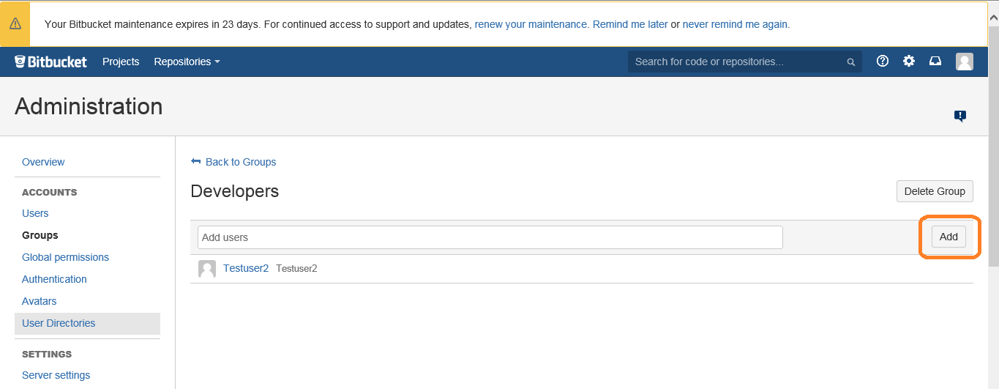 Your Bitbucket maintenance expires in 23 days. For continued access to support and updates, renew your maintenance. Remind me later or never remind me again.
Bitbucket Projects Repositories Search for code or repositories...
Administration
Overview
ACCOUNTS
Users
Groups
Global permissions
Authentication
Avatars
User Directories
SETTINGS
Server settings
Back to Groups
Developers Delete Group
Add users Add
Testuser2 Testuser2